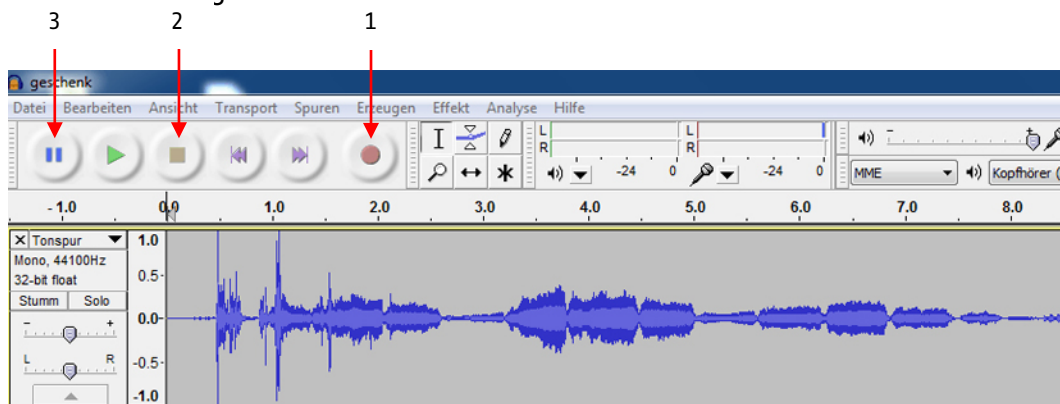 3 2 1
geschenk
Datei Bearbeiten Ansicht Transport Spuren Erzeugen Effekt Analyse Hilfe
L L
R R
-24 0 -24 0
MME Kopfhörer (
-1.0 0,0 1.0 2.0 3.0 4.0 5.0 6.0 7.0 8.0
X Tonspur 1.0
Mono, 44100Hz
32-bit float 0.5-
Stumm Solo
- + 0.0-
L R -0.5-
-1.0